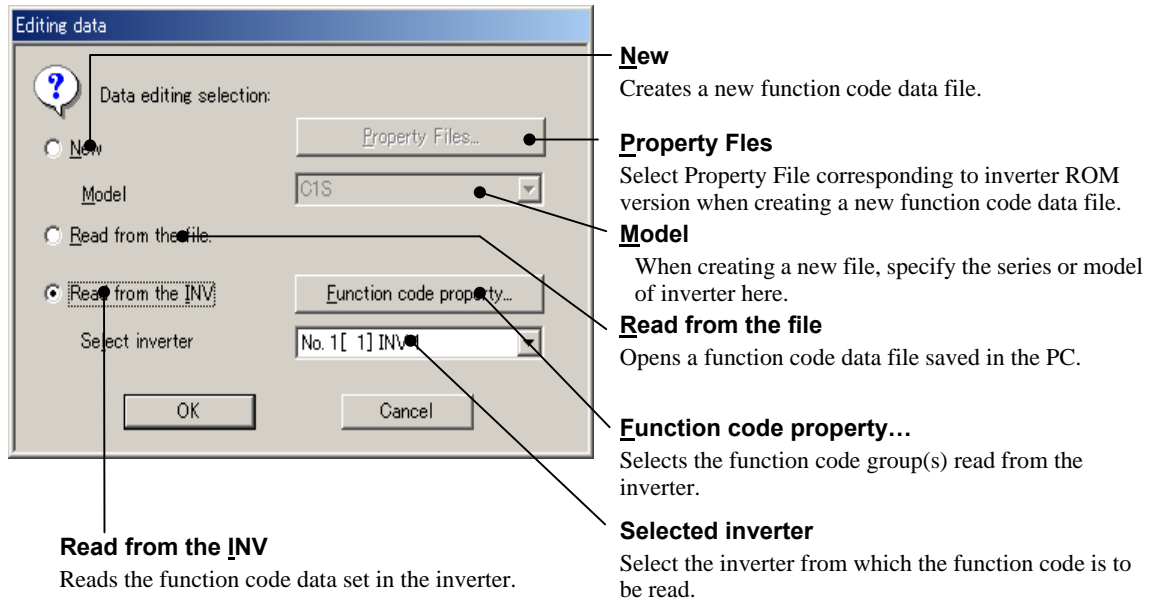 Editing data
Data editing selection:
New
Property Files...
Model
C1S
Read from the file.
Read from the INV
Function code property...
Select inverter
No. 1[ 1] INV 1
OK
Cancel
New
Creates a new function code data file.
Property Fles
Select Property File corresponding to inverter ROM
version when creating a new function code data file.
Model
When creating a new file, specify the series or model
of inverter here.
Read from the file
Opens a function code data file saved in the PC.
Function code property…
Selects the function code group(s) read from the
inverter.
Selected inverter
Select the inverter from which the function code is to
be read.
Read from the INV
Reads the function code data set in the inverter.